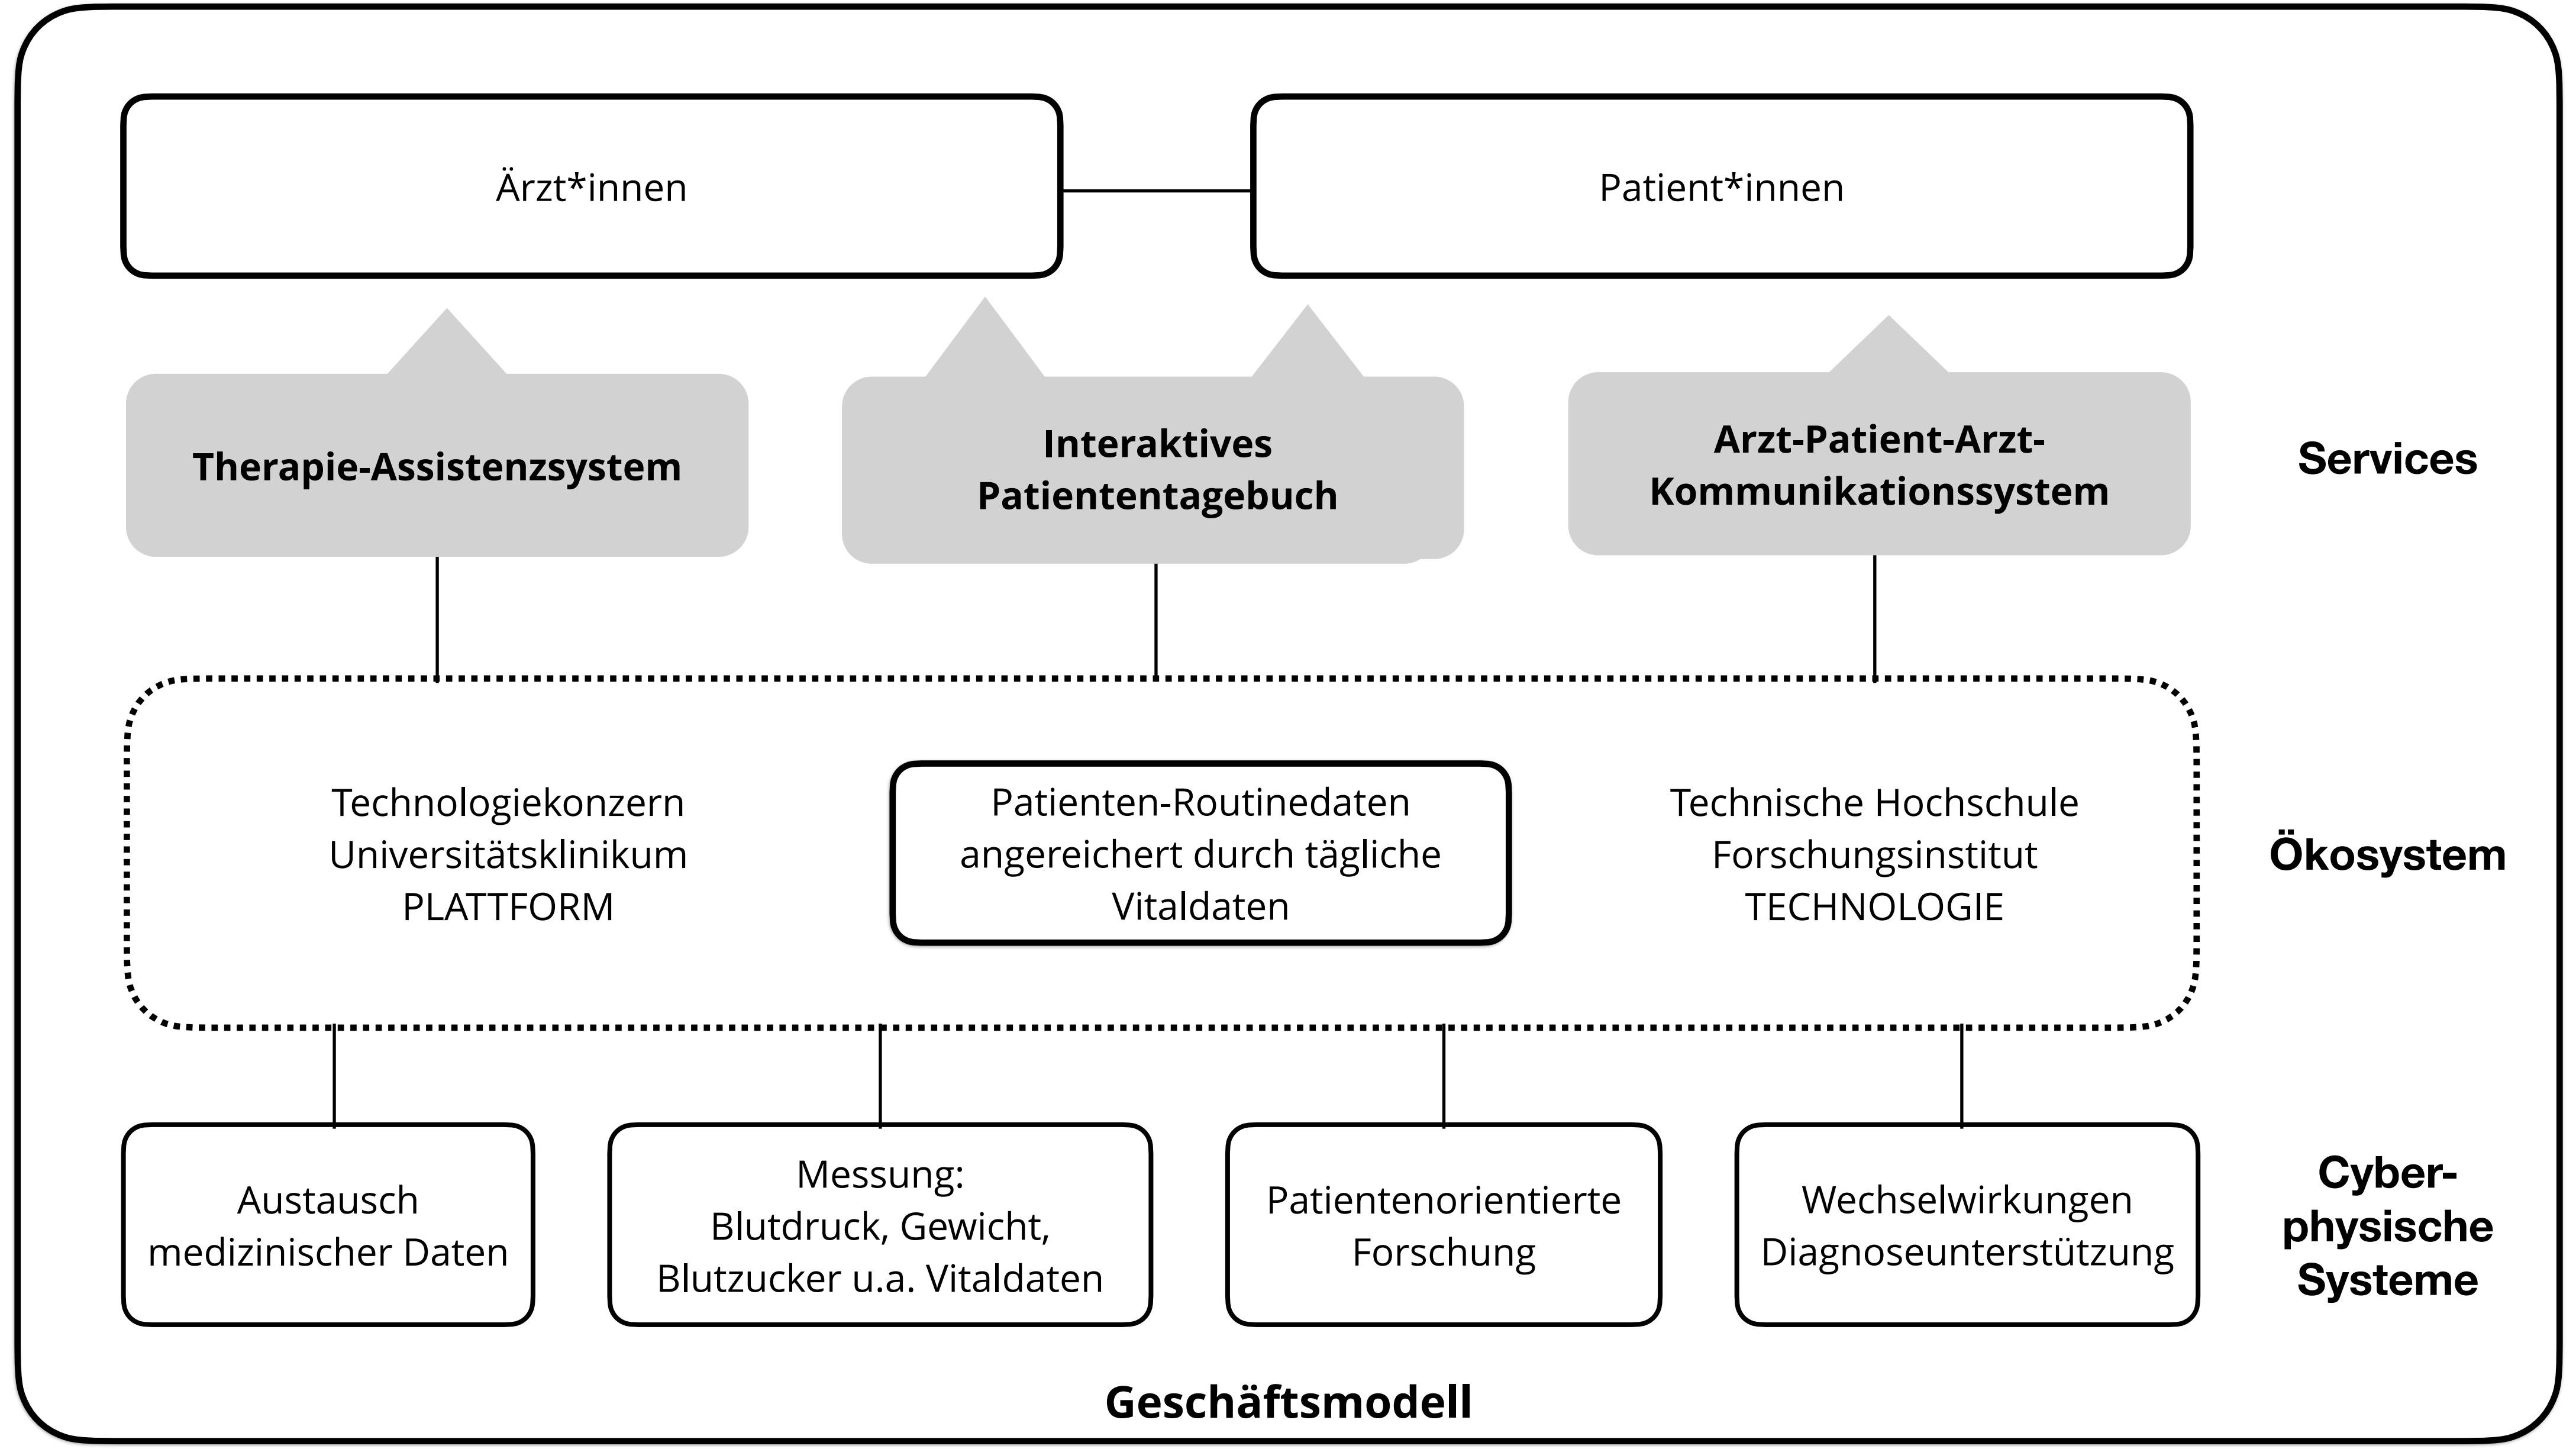 Ärzt*innen
Patient*innen
Therapie-Assistenzsystem
Interaktives
Patiententagebuch
Arzt-Patient-Arzt-
Kommunikationssystem
Services
Technologiekonzern
Universitätsklinikum
PLATTFORM
Patienten-Routinedaten
angereichert durch tägliche
Vitaldaten
Technische Hochschule
Forschungsinstitut
TECHNOLOGIE
Ökosystem
Austausch
medizinischer Daten
Messung:
Blutdruck, Gewicht,
Blutzucker u.a. Vitaldaten
Patientenorientierte
Forschung
Wechselwirkungen
Diagnoseunterstützung
Cyber-
physische
Systeme
Geschäftsmodell